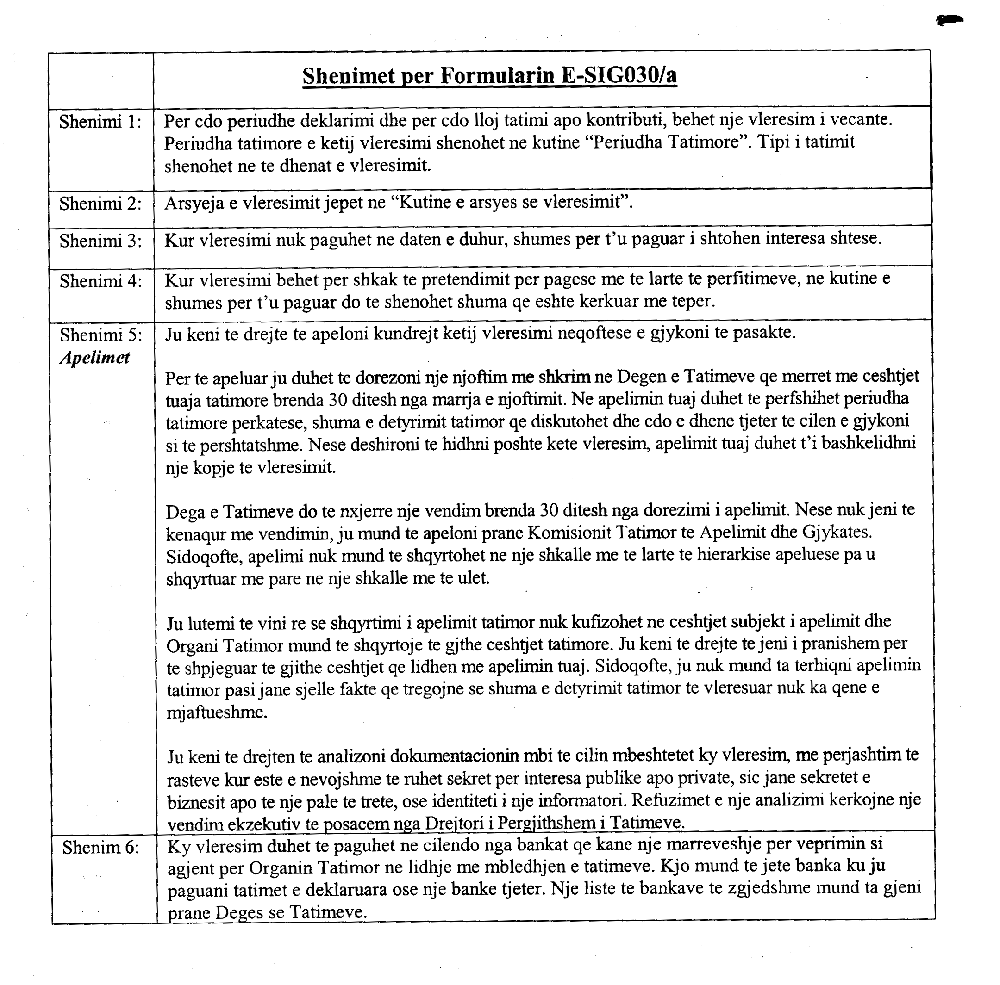 Shenimet per Formularin E-SIG030/a
Shenimi 1: Per cdo periudhe deklarimi dhe per cdo lloj tatimi apo kontributi, behet nje vleresim i vecante.
Periudha tatimore e ketij vleresimi shenohet ne kutine “Periudha Tatimore”. Tipi i tatimit
shenohet ne te dhenat e vleresimit.
Shenimi 2: Arsyeja e vleresimit jepet ne “Kutine e arsyes se vleresimit”.
Shenimi 3: Kur vleresimi nuk paguhet ne daten e duhur, shumes per t’u paguar i shtohen interesa shtese.
Shenimi 4: Kur vleresimi behet per shkak te pretendimit per pagese me te larte te perfitimeve, ne kutine e
shumes per t’u paguar do te shenohet shuma qe eshte kerkuar me teper.
Shenimi 5: Ju keni te drejte te apeloni kundrejt ketij vleresimi neqoftese e gjykoni te pasakte.
Apelimet
Per te apeluar ju duhet te dorezoni nje njoftim me shkrim ne Degen e Tatimeve qe merret me ceshtjet
tuaja tatimore brenda 30 ditesh nga marrja e njoftimit. Ne apelimin tuaj duhet te perfshihet periudha
tatimore perkatese, shuma e detyrimit tatimor qe diskutohet dhe cdo e dhene tjeter te cilen e gjykoni
si te pershtatshme. Nese deshironi te hidhni poshte kete vleresim, apelimit tuaj duhet t’i bashkelidhni
nje kopje te vleresimit.
Dega e Tatimeve do te nxjerre nje vendim brenda 30 ditesh nga dorezimi i apelimit. Nese nuk jeni te
kenaqur me vendimin, ju mund te apeloni prane Komisionit Tatimor te Apelimit dhe Gjykates.
Sidoqofte, apelimi nuk mund te shqyrtohet ne nje shkalle me te larte te hierarkise apeluese pa u
shqyrtuar me pare ne nje shkalle me te ulet.
Ju lutemi te vini re se shqyrtimi i apelimit tatimor nuk kufizohet ne ceshtjet subjekt i apelimit dhe
Organi Tatimor mund te shqyrtoje te gjthe ceshtjet tatimore. Ju keni te drejte te jeni i pranishem per
te shpjeguar te gjithe ceshtjet qe lidhen me apelimin tuaj. Sidoqofte, ju nuk mund ta terhiqni apelimin
tatimor pasi jane sjelle fakte qe tregojne se shuma e detyrimit tatimor te vleresuar nuk ka qene e
mjaftueshme.
Ju keni te drejten te analizoni dokumentacionin mbi te cilin mbeshtetet ky vleresim, me perjashtim te
rasteve kur este e nevojshme te ruhet sekret per interesa publike apo private, sic jane sekretet e
biznesit apo te nje pale te trete, ose identiteti i nje informatori. Refuzimet e nje analizimi kerkojne nje
vendim ekzekutiv te posacem nga Drejtori i Pergjithshem i Tatimeve.
Shenim 6: Ky vleresim duhet te paguhet ne cilendo nga bankat qe kane nje marreveshje per veprimin si
agjent per Organin Tatimor ne lidhje me mbledhjen e tatimeve. Kjo mund te jete banka ku ju
paguani tatimet e deklaruara ose nje banke tjeter. Nje liste te bankave te zgjedshme mund ta gjeni
prane Deges se Tatimeve.